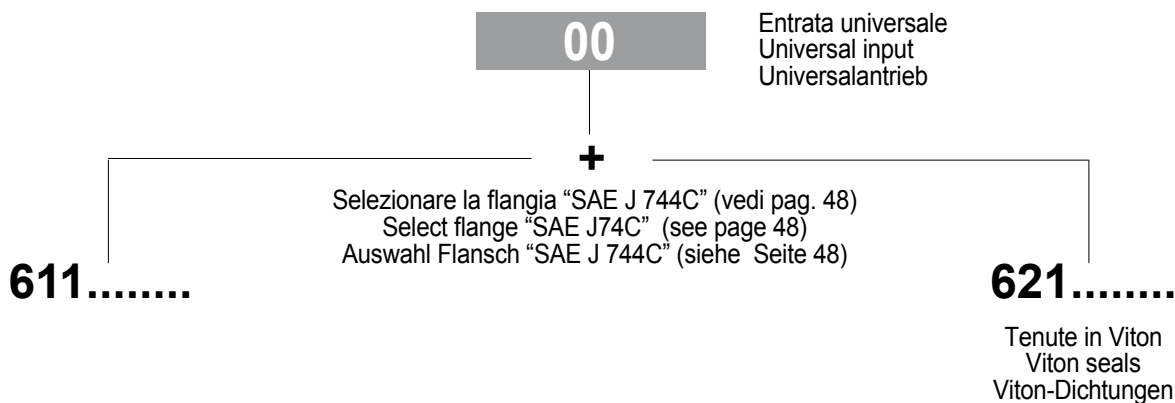 00
Entrata universale
Universal input
Universalantrieb
+
Selezionare la flangia “SAE J 744C” (vedi pag. 48)
Select flange “SAE J74C” (see page 48)
Auswahl Flansch “SAE J 744C” (siehe Seite 48)
611........
621........
Tenute in Viton
Viton seals
Viton-Dichtungen